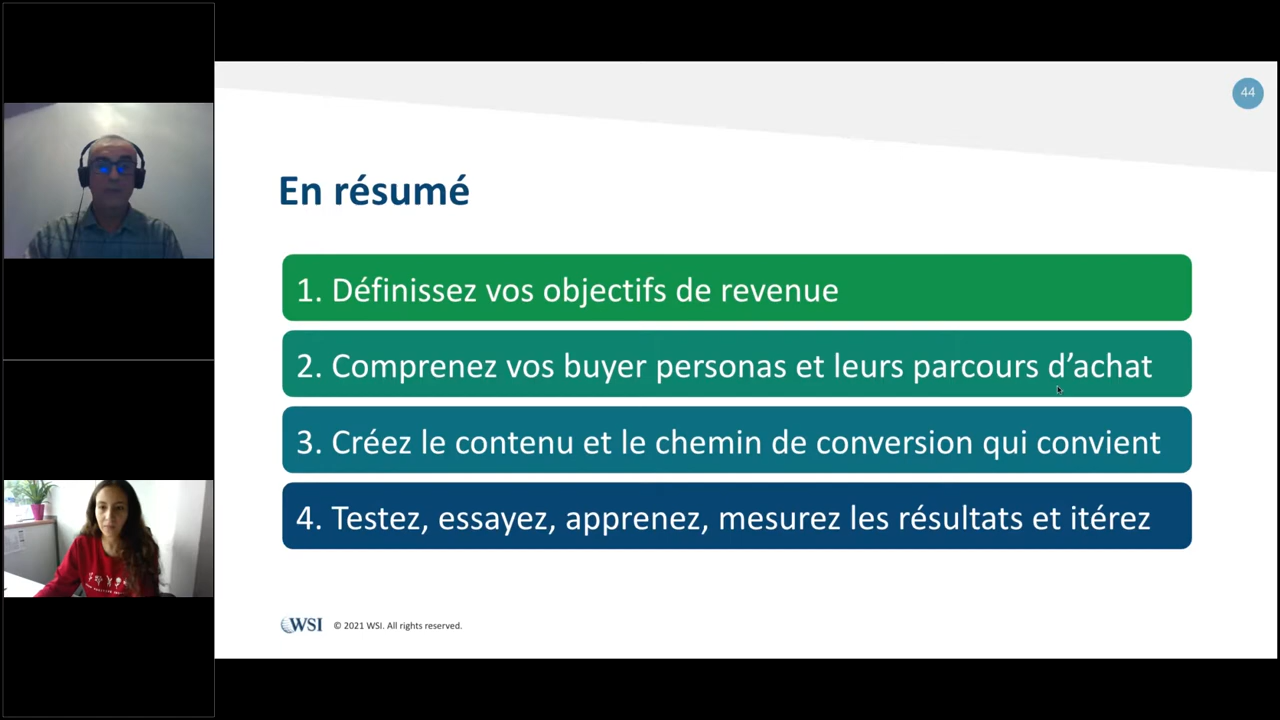 44
En résumé
1. Définissez vos objectifs de revenue
2. Comprenez vos buyer personas et leurs parcours d’achat
3. Créez le contenu et le chemin de conversion qui convient
4. Testez, essayez, apprenez, mesurez les résultats et itérez
WSI © 2021 WSI. All rights reserved.